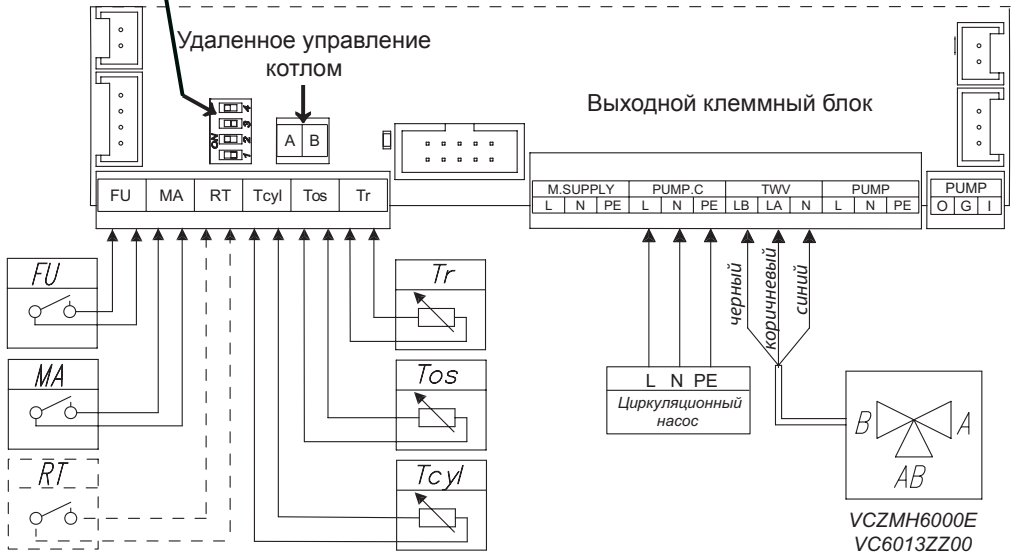 Удаленное управление
котлом
ON
1 2 3 4
A B
Выходной клеммный блок
FU MA RT Tcyl Tos Tr
M.SUPPLY PUMP.C TWV PUMP
L N PE L N PE LB LA N L N PE
PUMP
O G I
FU
MA
RT
Tr
Tos
Tcyl
черный
коричневый
синий
L N PE
Циркуляционный
насос
B A
AB
VCZMH6000E
VC6013ZZ00